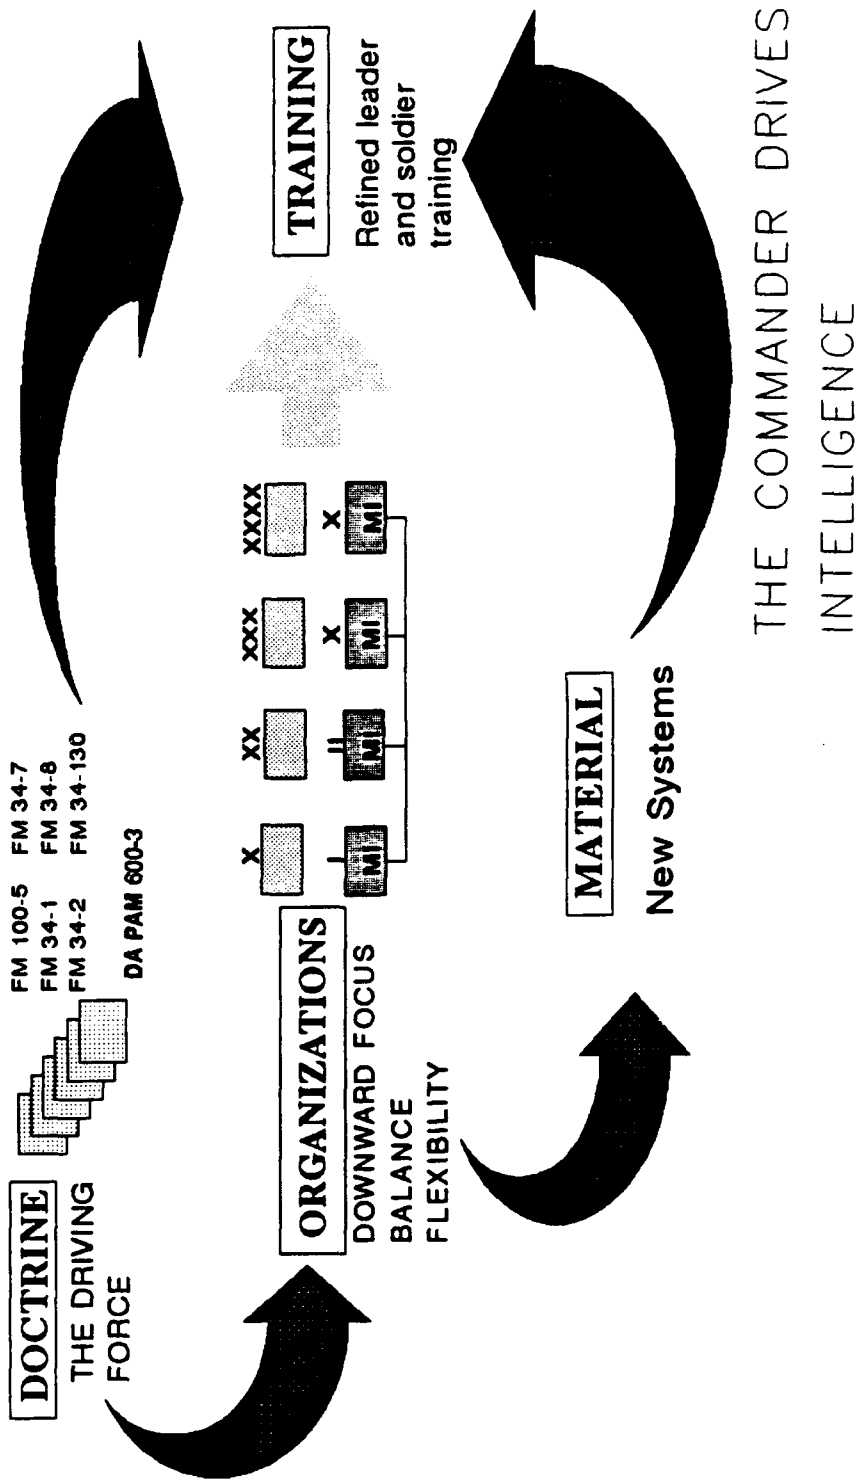 DOCTRINE
THE DRIVING
FORCE
FM 100-5 FM 34-7
FM 34-1 FM 34-8
FM 34-2 FM 34-130
DA PAM 600-3
ORGANIZATIONS
DOWNWARD FOCUS
BALANCE
FLEXIBILITY
X XX XXX XXXX
I II X X
MI MI MI MI
TRAINING
Refined leader
and soldier
training
MATERIAL
New Systems
THE COMMANDER DRIVES
INTELLIGENCE